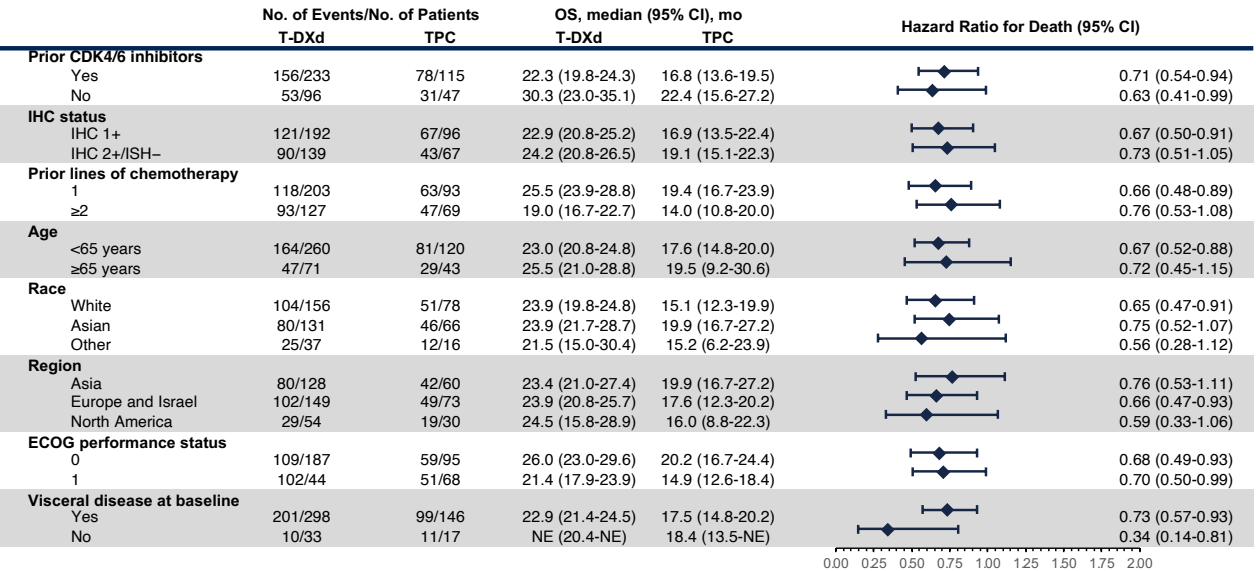 No. of Events/No. of Patients OS, median (95% CI), mo Hazard Ratio for Death (95% CI)
T-DXd TPC T-DXd TPC
Prior CDK4/6 inhibitors
Yes 156/233 78/115 22.3 (19.8-24.3) 16.8 (13.6-19.5) 0.71 (0.54-0.94)
No 53/96 31/47 30.3 (23.0-35.1) 22.4 (15.6-27.2) 0.63 (0.41-0.99)
IHC status
IHC 1+ 121/192 67/96 22.9 (20.8-25.2) 16.9 (13.5-22.4) 0.67 (0.50-0.91)
IHC 2+/ISH− 90/139 43/67 24.2 (20.8-26.5) 19.1 (15.1-22.3) 0.73 (0.51-1.05)
Prior lines of chemotherapy
1 118/203 63/93 25.5 (23.9-28.8) 19.4 (16.7-23.9) 0.66 (0.48-0.89)
≥2 93/127 47/69 19.0 (16.7-22.7) 14.0 (10.8-20.0) 0.76 (0.53-1.08)
Age
<65 years 164/260 81/120 23.0 (20.8-24.8) 17.6 (14.8-20.0) 0.67 (0.52-0.88)
≥65 years 47/71 29/43 25.5 (21.0-28.8) 19.5 (9.2-30.6) 0.72 (0.45-1.15)
Race
White 104/156 51/78 23.9 (19.8-24.8) 15.1 (12.3-19.9) 0.65 (0.47-0.91)
Asian 80/131 46/66 23.9 (21.7-28.7) 19.9 (16.7-27.2) 0.75 (0.52-1.07)
Other 25/37 12/16 21.5 (15.0-30.4) 15.2 (6.2-23.9) 0.56 (0.28-1.12)
Region
Asia 80/128 42/60 23.4 (21.0-27.4) 19.9 (16.7-27.2) 0.76 (0.53-1.11)
Europe and Israel 102/149 49/73 23.9 (20.8-25.7) 17.6 (12.3-20.2) 0.66 (0.47-0.93)
North America 29/54 19/30 24.5 (15.8-28.9) 16.0 (8.8-22.3) 0.59 (0.33-1.06)
ECOG performance status
0 109/187 59/95 26.0 (23.0-29.6) 20.2 (16.7-24.4) 0.68 (0.49-0.93)
1 102/44 51/68 21.4 (17.9-23.9) 14.9 (12.6-18.4) 0.70 (0.50-0.99)
Visceral disease at baseline
Yes 201/298 99/146 22.9 (21.4-24.5) 17.5 (14.8-20.2) 0.73 (0.57-0.93)
No 10/33 11/17 NE (20.4-NE) 18.4 (13.5-NE) 0.34 (0.14-0.81)
0.00 0.25 0.50 0.75 1.00 1.25 1.50 1.75 2.00